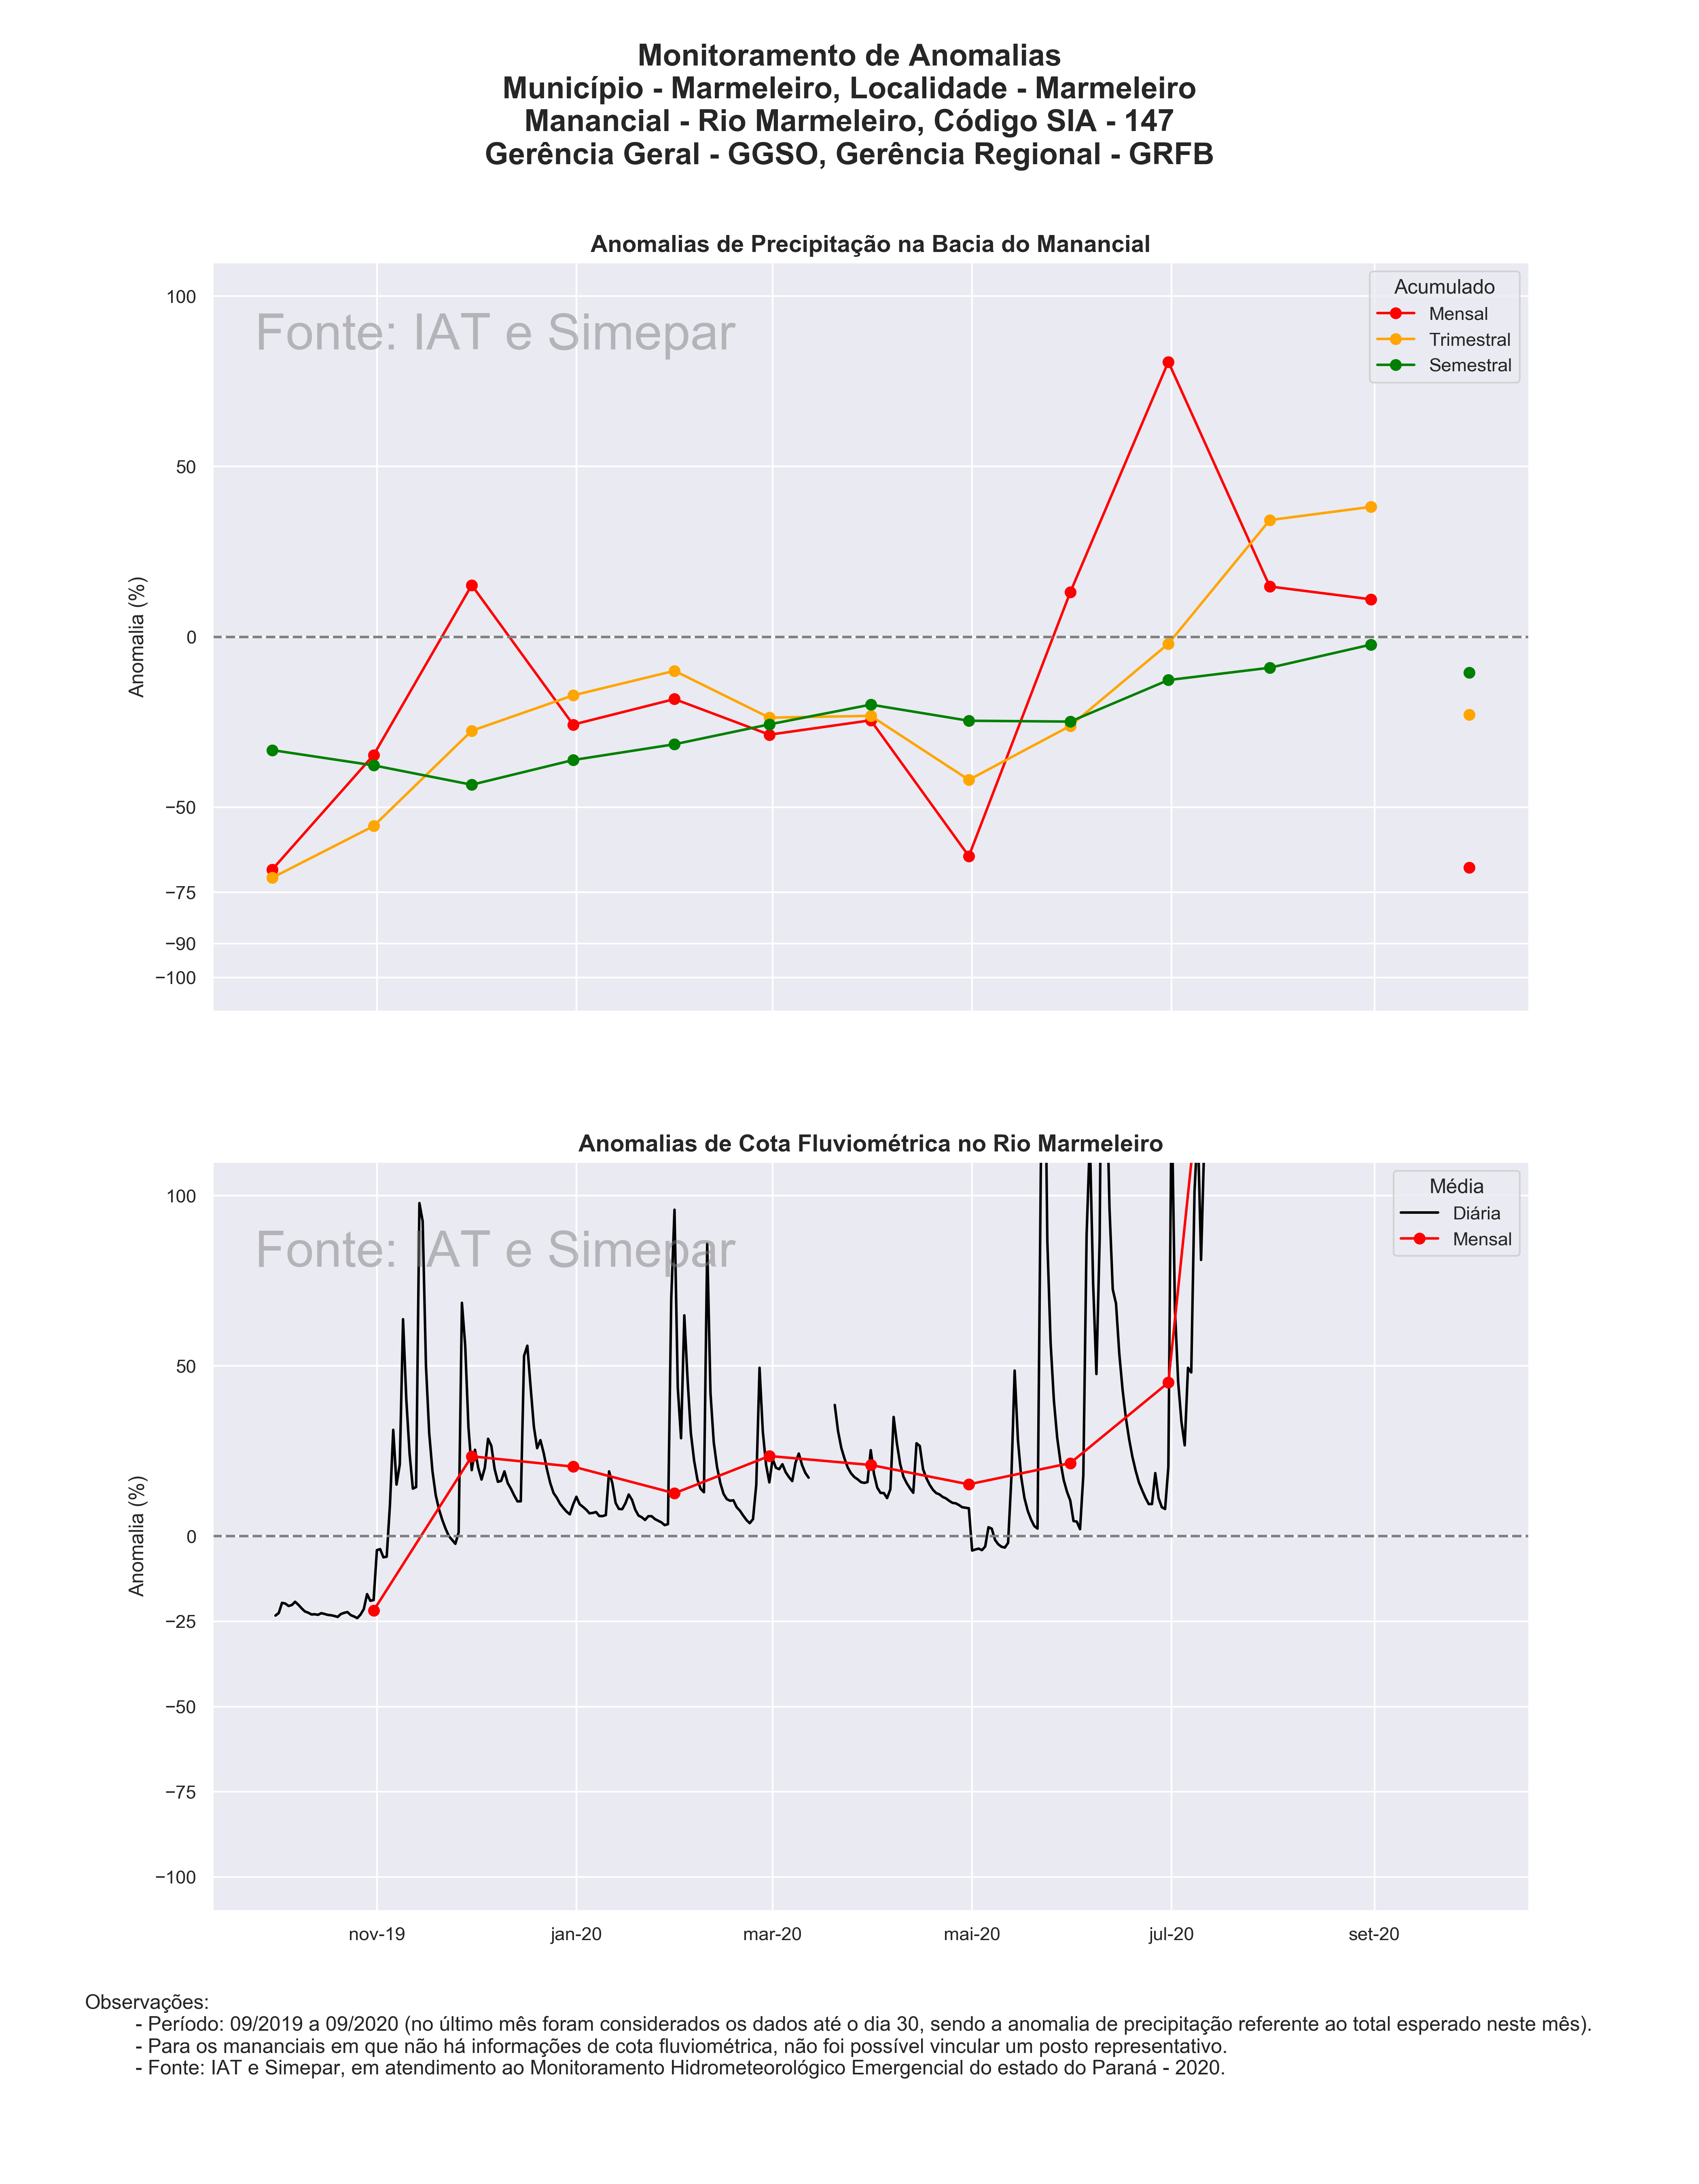 Monitoramento de Anomalias
Município - Marmeleiro, Localidade - Marmeleiro
Manancial - Rio Marmeleiro, Código SIA - 147
Gerência Geral - GGSO, Gerência Regional - GRFB
Anomalias de Precipitação na Bacia do Manancial
Fonte: IAT e Simepar
Acumulado
Mensal
Trimestral
Semestral
Anomalia (%)
100
50
0
−50
−75
−90
−100
Anomalias de Cota Fluviométrica no Rio Marmeleiro
Fonte: IAT e Simepar
Média
Diária
Mensal
Anomalia (%)
100
50
0
−25
−50
−75
−100
nov-19 jan-20 mar-20 mai-20 jul-20 set-20
Observações:
- Período: 09/2019 a 09/2020 (no último mês foram considerados os dados até o dia 30, sendo a anomalia de precipitação referente ao total esperado neste mês).
- Para os mananciais em que não há informações de cota fluviométrica, não foi possível vincular um posto representativo.
- Fonte: IAT e Simepar, em atendimento ao Monitoramento Hidrometeorológico Emergencial do estado do Paraná - 2020.